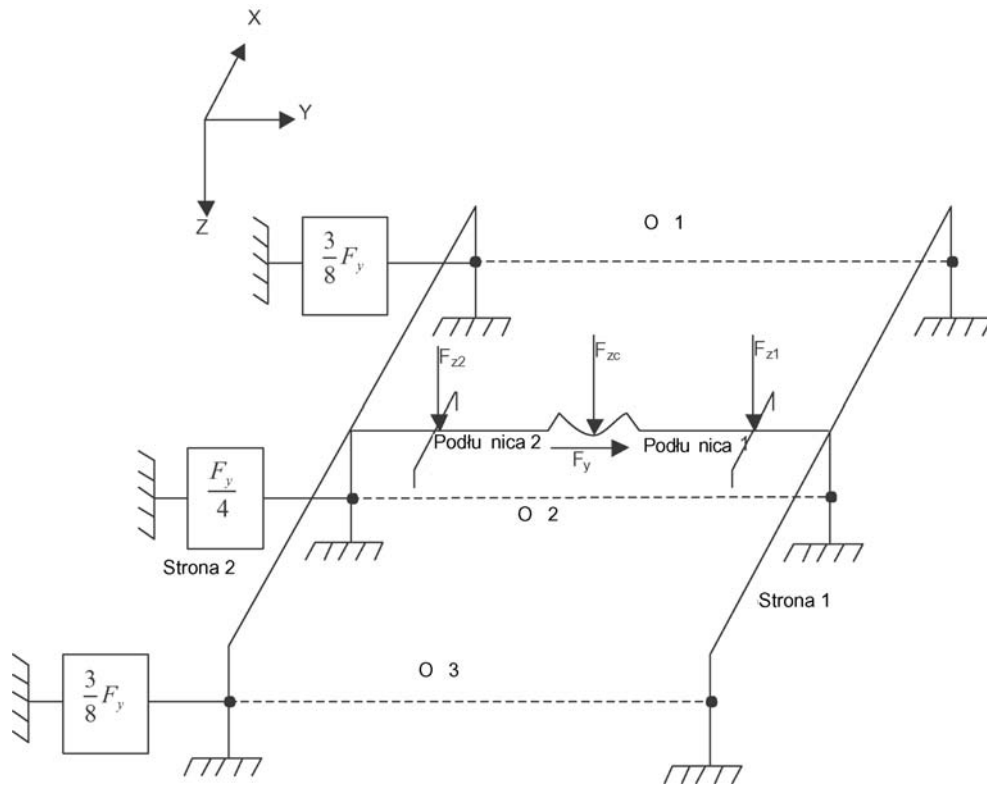 X
Y
Z
3/8 F_y
O 1
F_z2
F_zc
F_z1
Podłu nica 2
Podłu nica 1
F_y
F_y/4
O 2
Strona 2
Strona 1
3/8 F_y
O 3